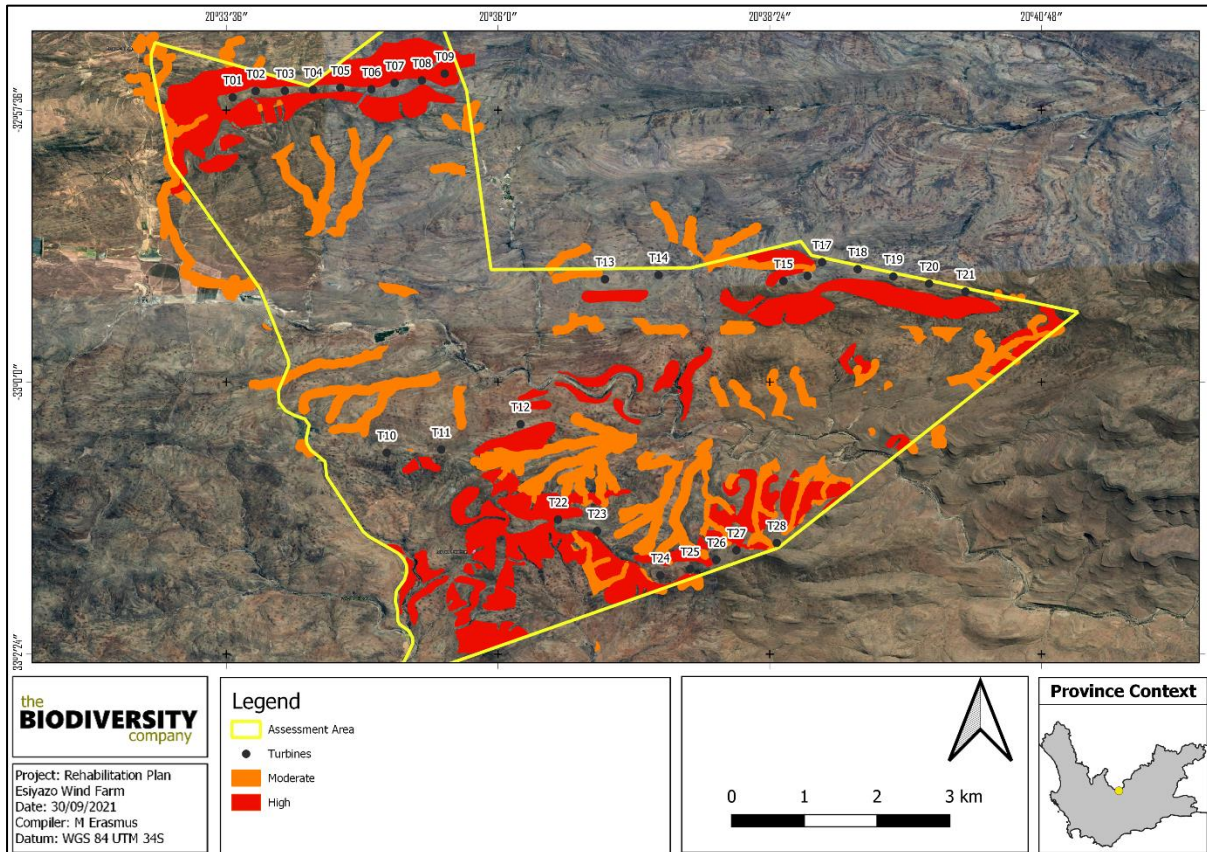 20°33'36" 20°36'0" 20°38'24" 20°40'48"
-32°57'36"
-33°0'0"
-33°2'24"
T01 T02 T03 T04 T05 T06 T07 T08 T09
T17
T13 T14 T15 T18 T19 T20 T21
T12
T10 T11
T22 T23
T24 T25 T26 T27 T28
the
BIODIVERSITY
company
Project: Rehabilitation Plan
Esiyazo Wind Farm
Date: 30/09/2021
Compiler: M Erasmus
Datum: WGS 84 UTM 34S
Legend
Assessment Area
Turbines
Moderate
High
0 1 2 3 km
Province Context